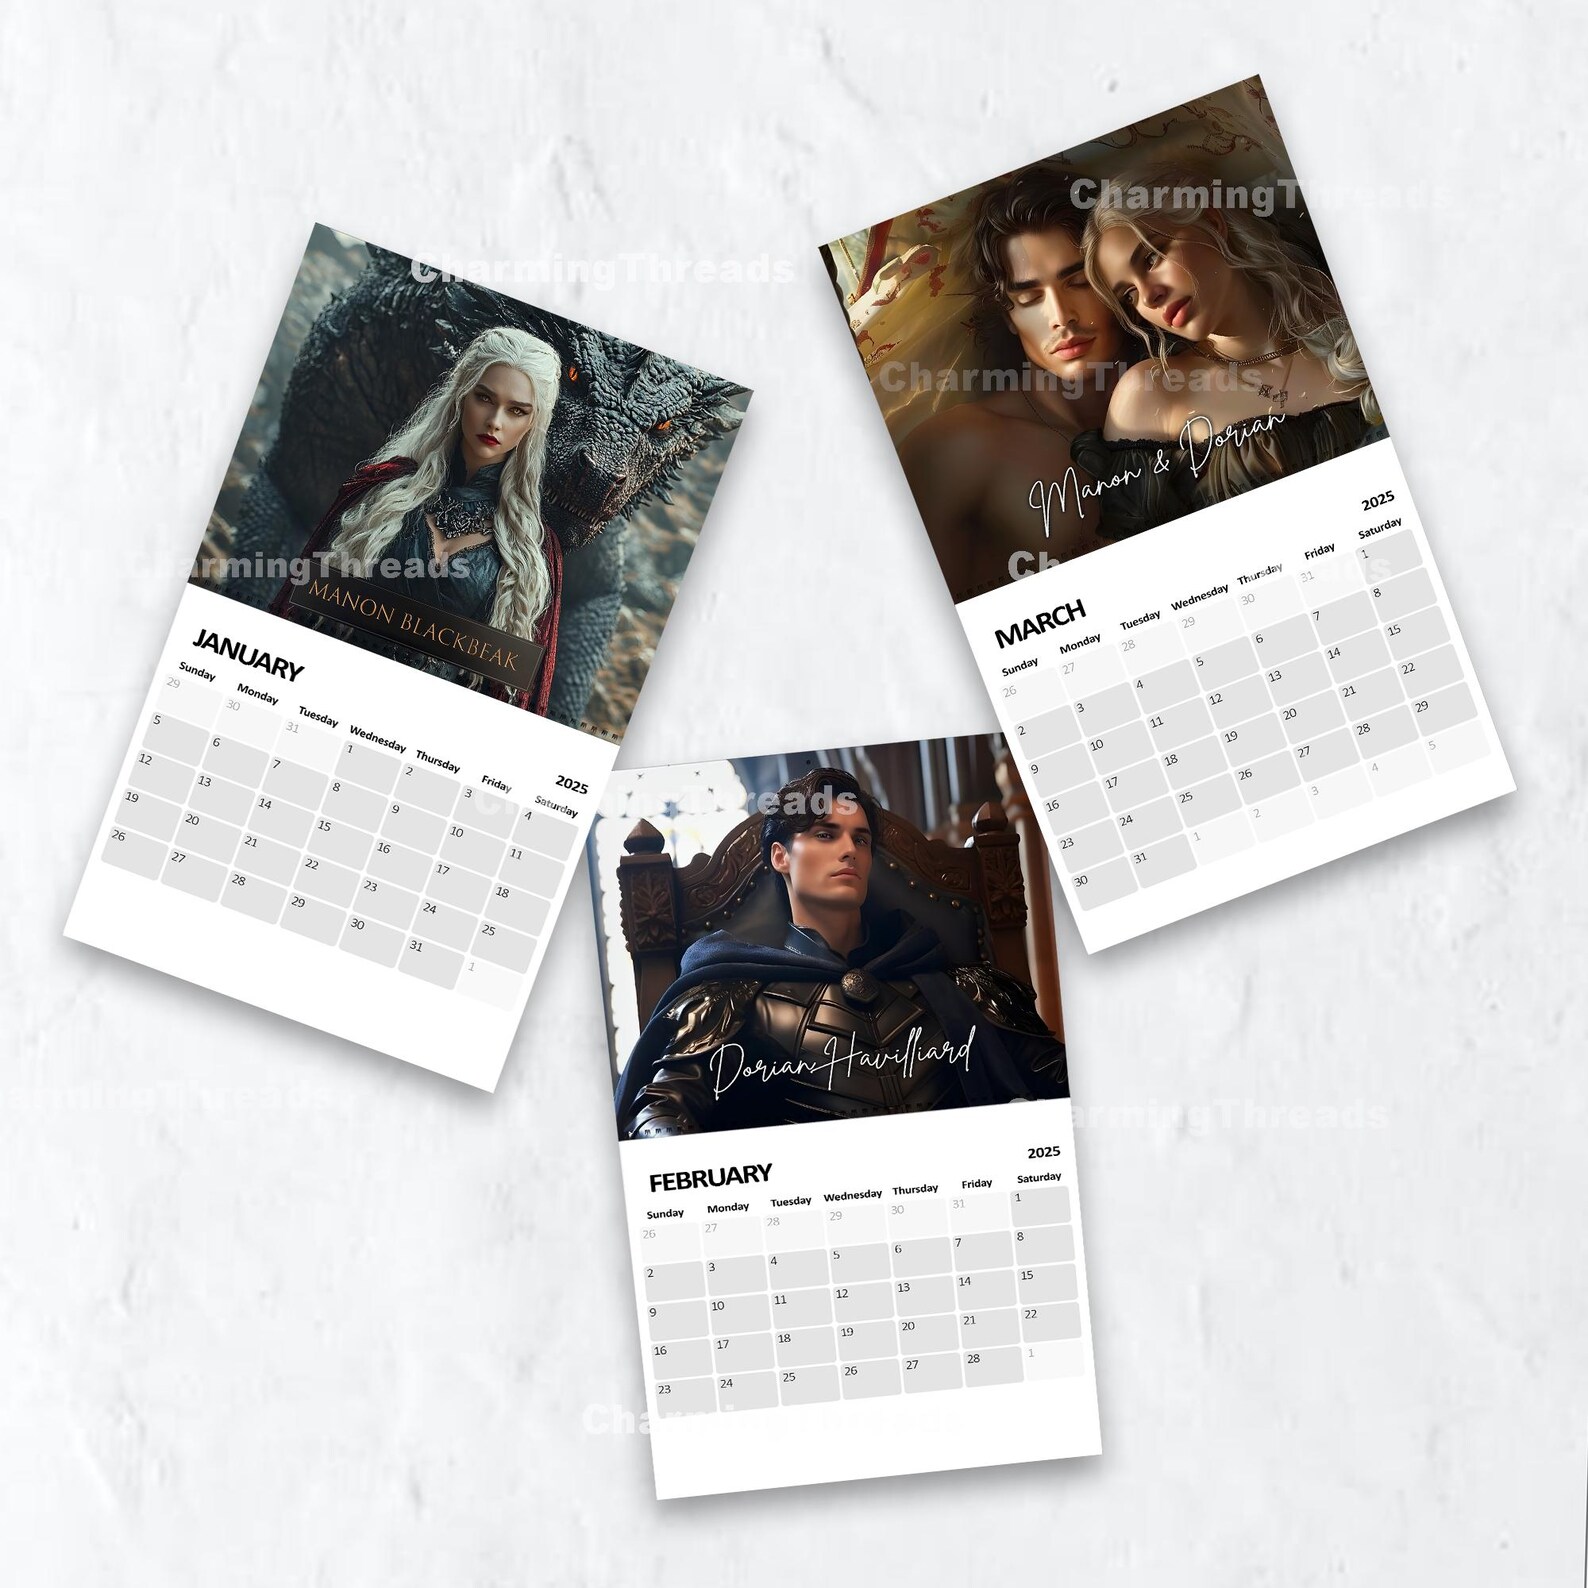 CharmingThreads
CharmingThreads
MANON BLACKBEAK
JANUARY
2025
Sunday Monday Tuesday Wednesday Thursday Friday Saturday
29 30 31 1 2 3 4
5 6 7 8 9 10 11
12 13 14 15 16 17 18
19 20 21 22 23 24 25
26 27 28 29 30 31 1
CharmingThreads
CharmingThreads
Manon & Dorian
MARCH
2025
Sunday Monday Tuesday Wednesday Thursday Friday Saturday
26 27 28 29 30 31 1
2 3 4 5 6 7 8
9 10 11 12 13 14 15
16 17 18 19 20 21 22
23 24 25 26 27 28 29
30 31 1 2 3 4 5
Dorian Havilliard
CharmingThreads
FEBRUARY
2025
Sunday Monday Tuesday Wednesday Thursday Friday Saturday
26 27 28 29 30 31 1
2 3 4 5 6 7 8
9 10 11 12 13 14 15
16 17 18 19 20 21 22
23 24 25 26 27 28 1
CharmingThreads